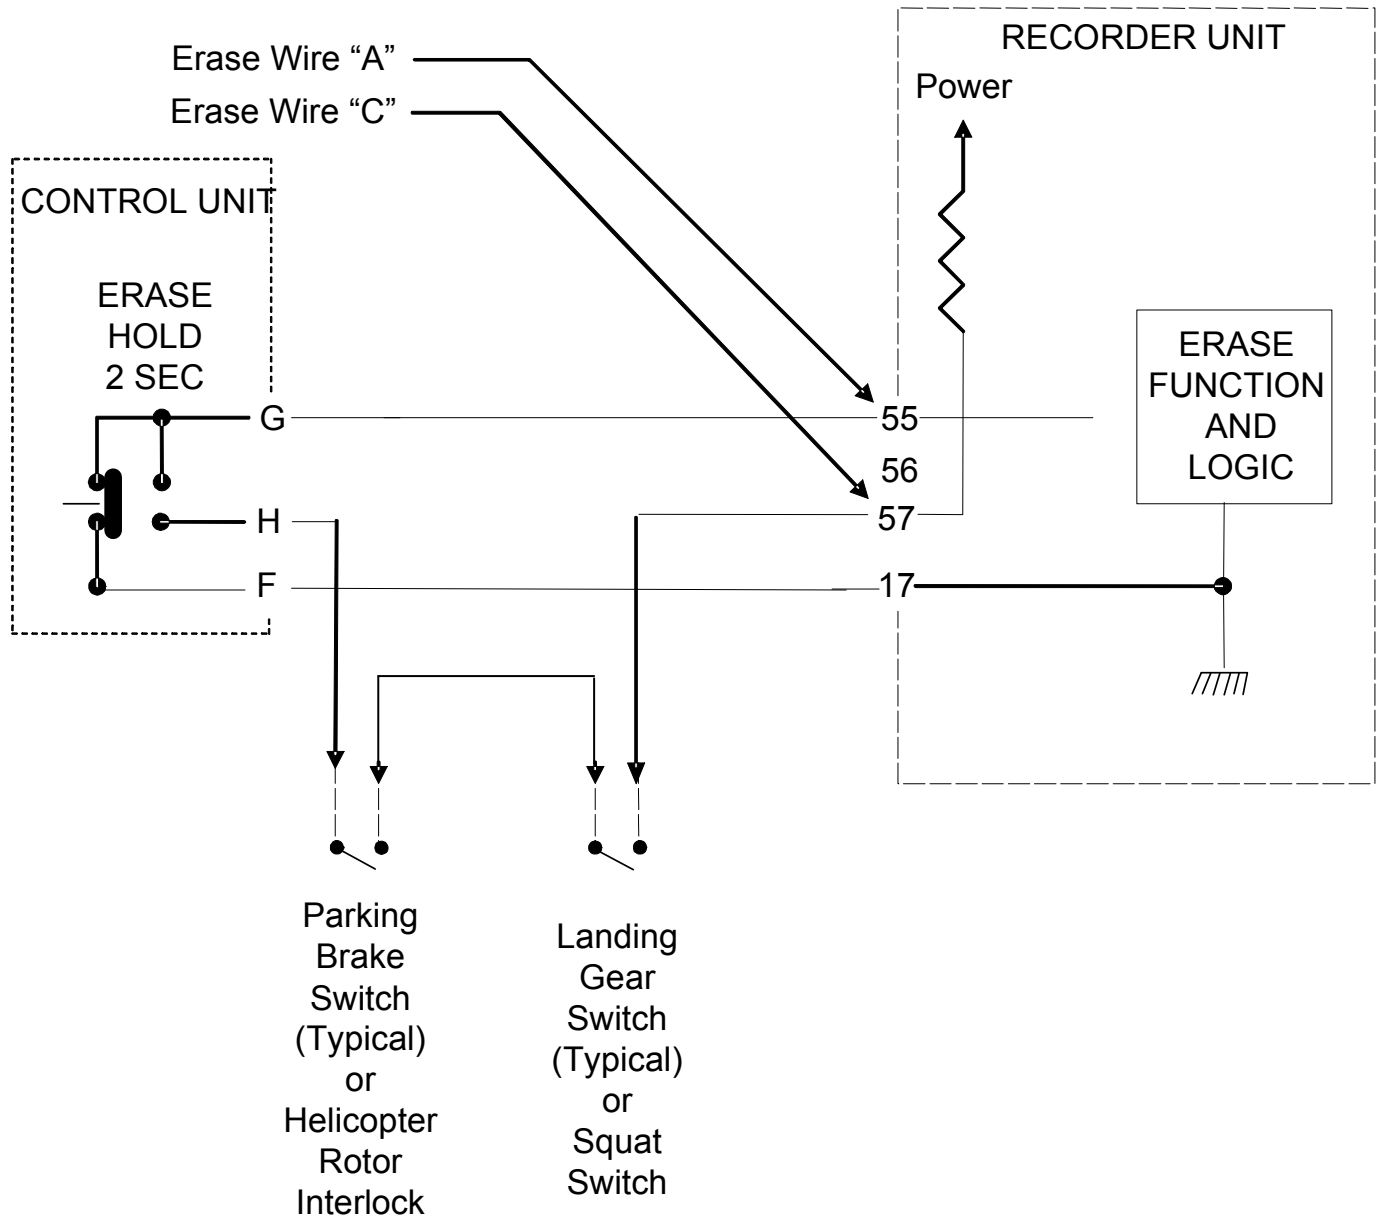 RECORDER UNIT
Erase Wire “A”
Power
Erase Wire “C”
CONTROL UNIT
ERASE
HOLD
2 SEC
ERASE
FUNCTION
AND
LOGIC
G
55
56
H
57
F
17
Parking
Brake
Switch
(Typical)
or
Helicopter
Rotor
Interlock
Landing
Gear
Switch
(Typical)
or
Squat
Switch